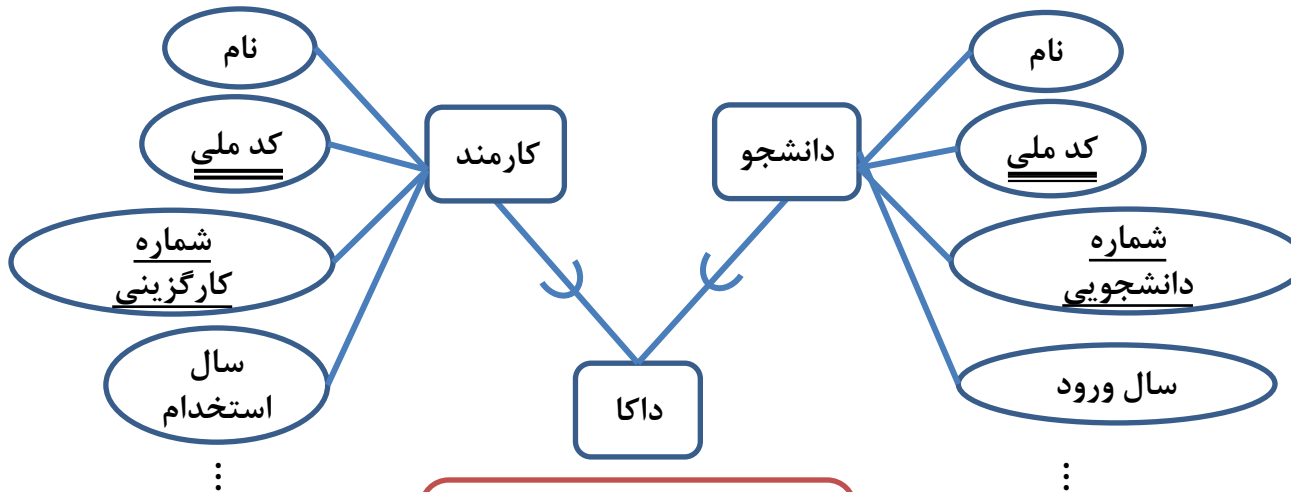 نام
نام
کد ملی
کد ملی
دانشجو
کارمند
شماره
دانشجویی
شماره
کارگزینی
سال ورود
داکا
سال
استخدام
⋮
⋮